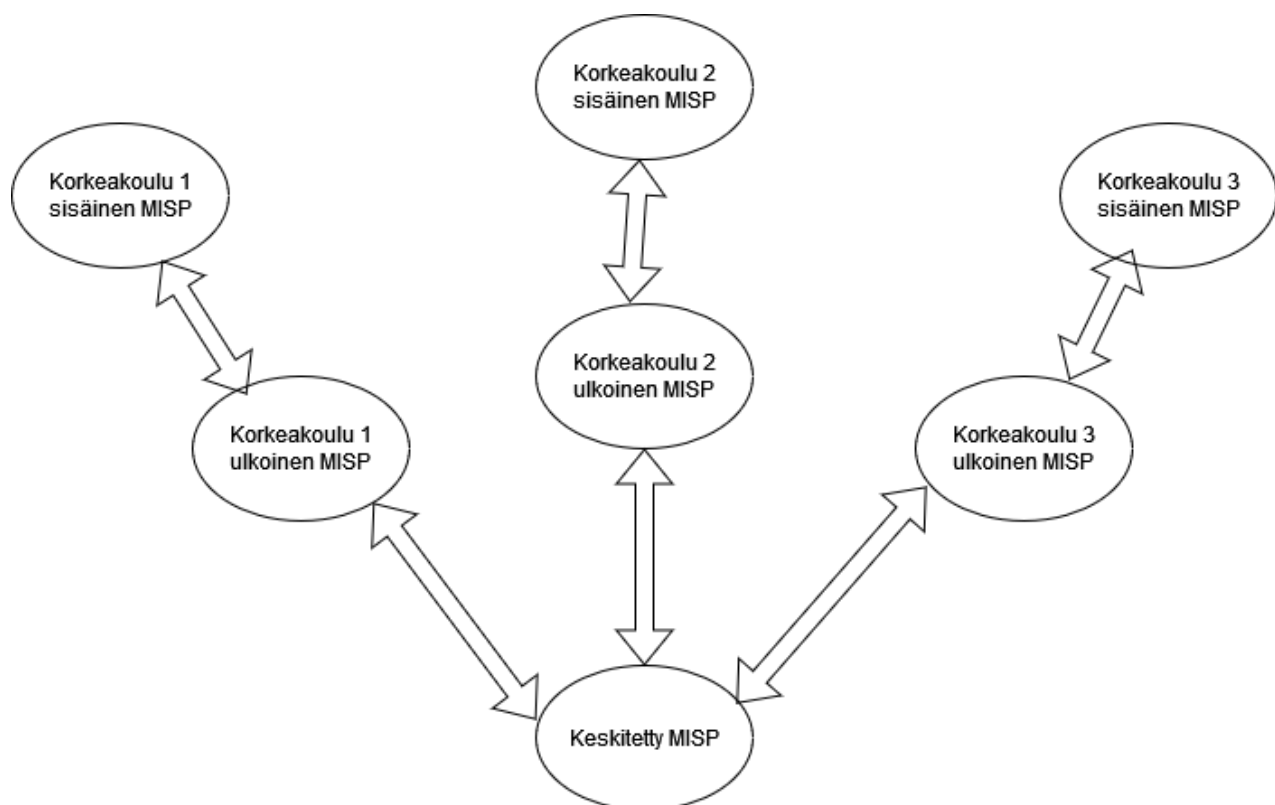 Korkeakoulu 2
sisäinen MISP
Korkeakoulu 1
sisäinen MISP
Korkeakoulu 3
sisäinen MISP
Korkeakoulu 2
ulkoinen MISP
Korkeakoulu 1
ulkoinen MISP
Korkeakoulu 3
ulkoinen MISP
Keskitetty MISP